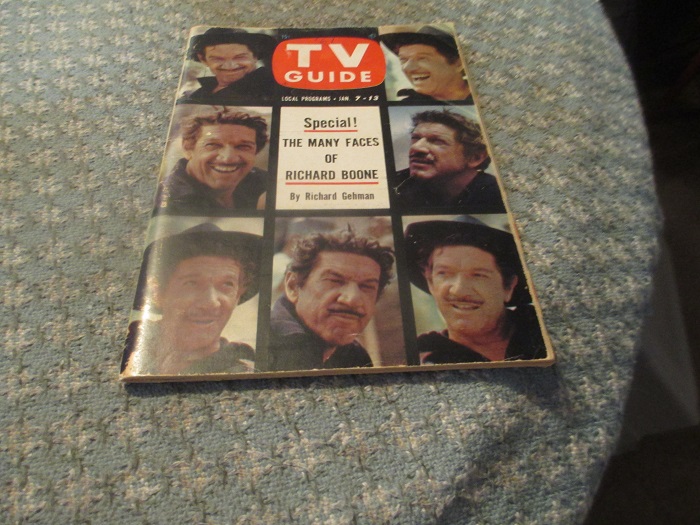 TV
GUIDE
LOCAL PROGRAMS • JAN. 7-13
Special!
THE MANY FACES
OF
RICHARD BOONE
By Richard Gehman